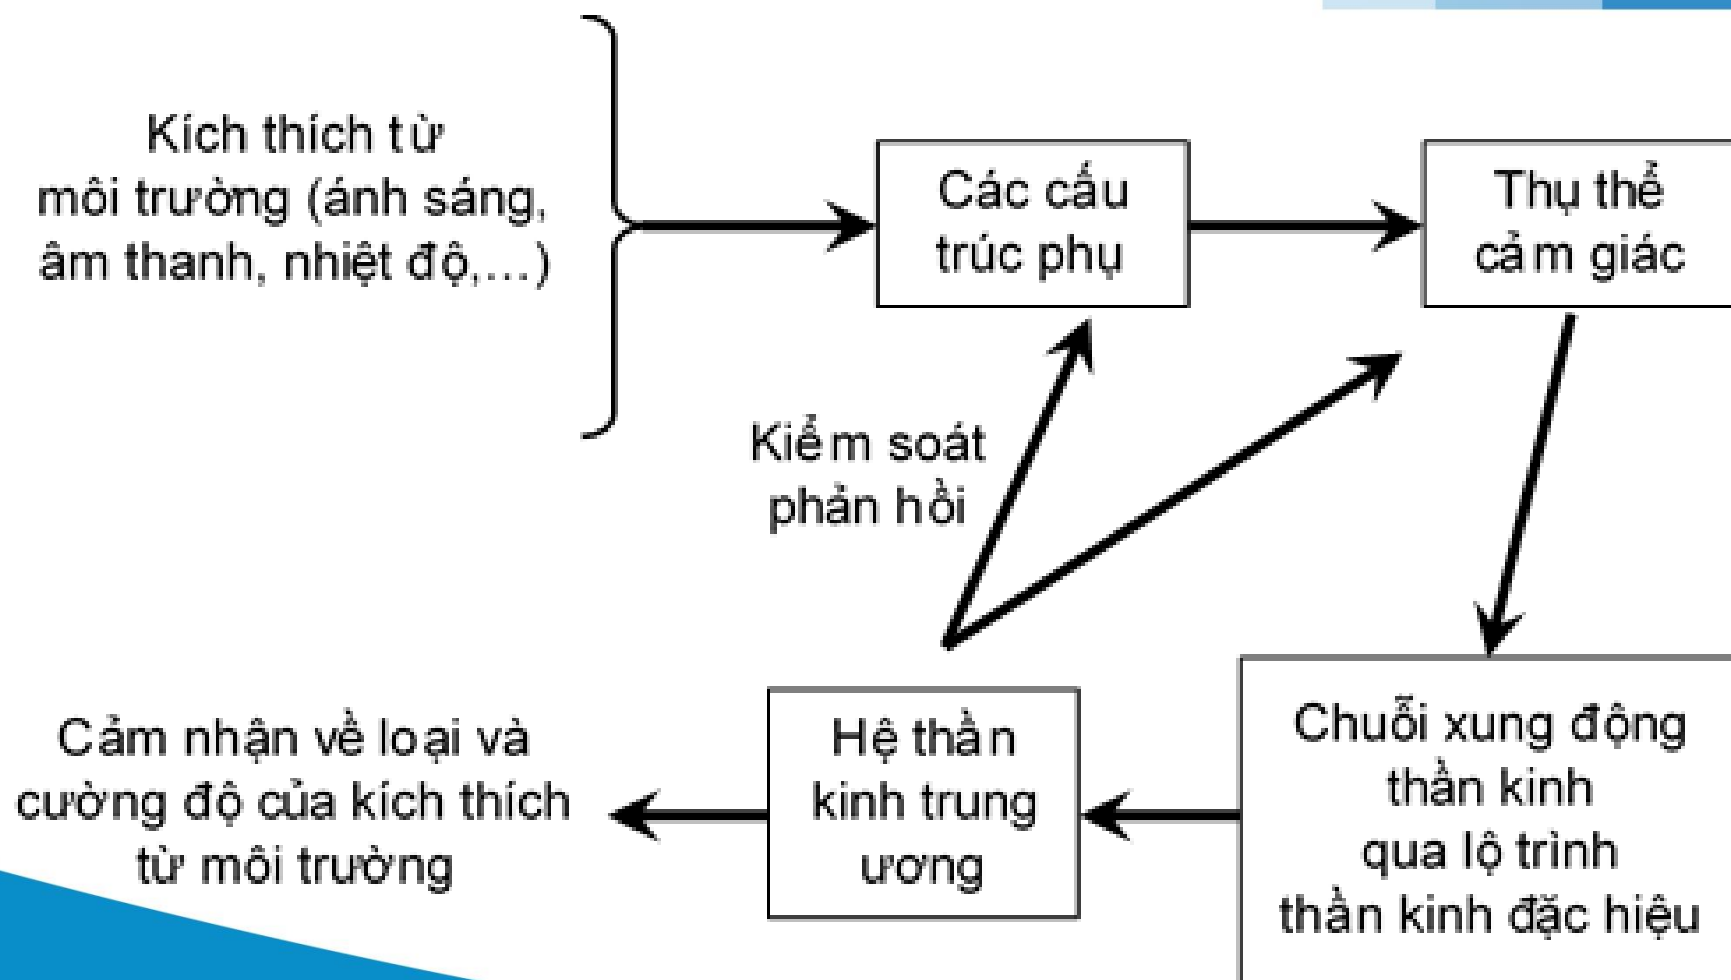 Kích thích từ
môi trường (ánh sáng,
âm thanh, nhiệt độ,...)
Các cấu
trúc phụ
Thụ thể
cảm giác
Kiểm soát
phản hồi
Cảm nhận về loại và
cường độ của kích thích
từ môi trường
Hệ thần
kinh trung
ương
Chuỗi xung động
thần kinh
qua lộ trình
thần kinh đặc hiệu